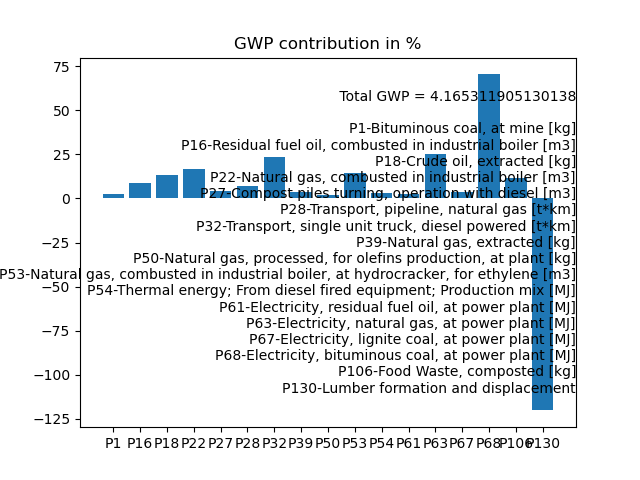 GWP contribution in %
75
50
25
0
−25
−50
−75
−100
−125
Total GWP = 4.165311905130138
P1-Bituminous coal, at mine [kg]
P16-Residual fuel oil, combusted in industrial boiler [m3]
P18-Crude oil, extracted [kg]
P22-Natural gas, combusted in industrial boiler [m3]
P27-Compost piles turning operation with diesel [m3]
P28-Transport, pipeline, natural gas [t*km]
P32-Transport, single unit truck, diesel powered [t*km]
P39-Natural gas, extracted [kg]
P50-Natural gas, processed, for olefins production, at plant [kg]
P53-Natural gas, combusted in industrial boiler, at hydrocracker, for ethylene [m3]
P54-Thermal energy; From diesel fired equipment; Production mix [MJ]
P61-Electricity, residual fuel oil, at power plant [MJ]
P63-Electricity, natural gas, at power plant [MJ]
P67-Electricity, lignite coal, at power plant [MJ]
P68-Electricity, bituminous coal, at power plant [MJ]
P106-Food Waste, composted [kg]
P130-Lumber formation and displacement
P1 P16 P18 P22 P27 P28 P32 P39 P50 P53 P54 P61 P63 P67 P68 P106 P130